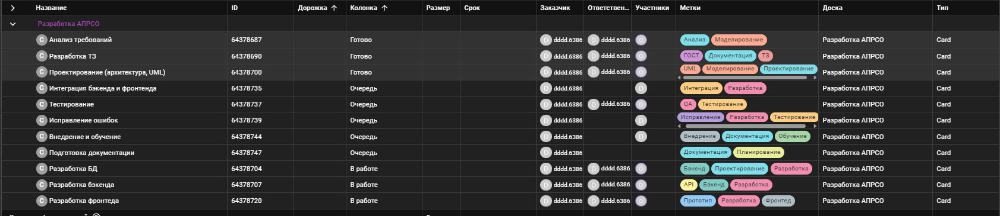 Название ID Дорожка Колонка Размер Срок Заказчик Ответствен... Участники Метки Доска Тип
Разработка АПРСО
C Анализ требований 64378687 Готово D dddd.6386 D dddd.6386 D Анализ Моделирование Разработка АПРСО Card
C Разработка ТЗ 64378690 Готово D dddd.6386 D dddd.6386 D ГОСТ Документация ТЗ Разработка АПРСО Card
C Проектирование (архитектура, UML) 64378700 Готово D dddd.6386 D dddd.6386 D UML Моделирование Проектирование Разработка АПРСО Card
C Интеграция бэкенда и фронтенда 64378735 Очередь D dddd.6386 D Интеграция Разработка Разработка АПРСО Card
C Тестирование 64378737 Очередь D dddd.6386 D dddd.6386 D QA Тестирование Разработка АПРСО Card
C Исправление ошибок 64378739 Очередь D dddd.6386 D Исправление Разработка Тестирование Разработка АПРСО Card
C Внедрение и обучение 64378744 Очередь D dddd.6386 D Внедрение Документация Обучение Разработка АПРСО Card
C Подготовка документации 64378747 Очередь D dddd.6386 Документация Планирование Разработка АПРСО Card
C Разработка БД 64378704 В работе D dddd.6386 D dddd.6386 D Бэкенд Проектирование Разработка Разработка АПРСО Card
C Разработка бэкенда 64378707 В работе D dddd.6386 D dddd.6386 D API Бэкенд Разработка Разработка АПРСО Card
C Разработка фронтеда 64378720 В работе D dddd.6386 D dddd.6386 D Прототип Разработка Фронтед Разработка АПРСО Card